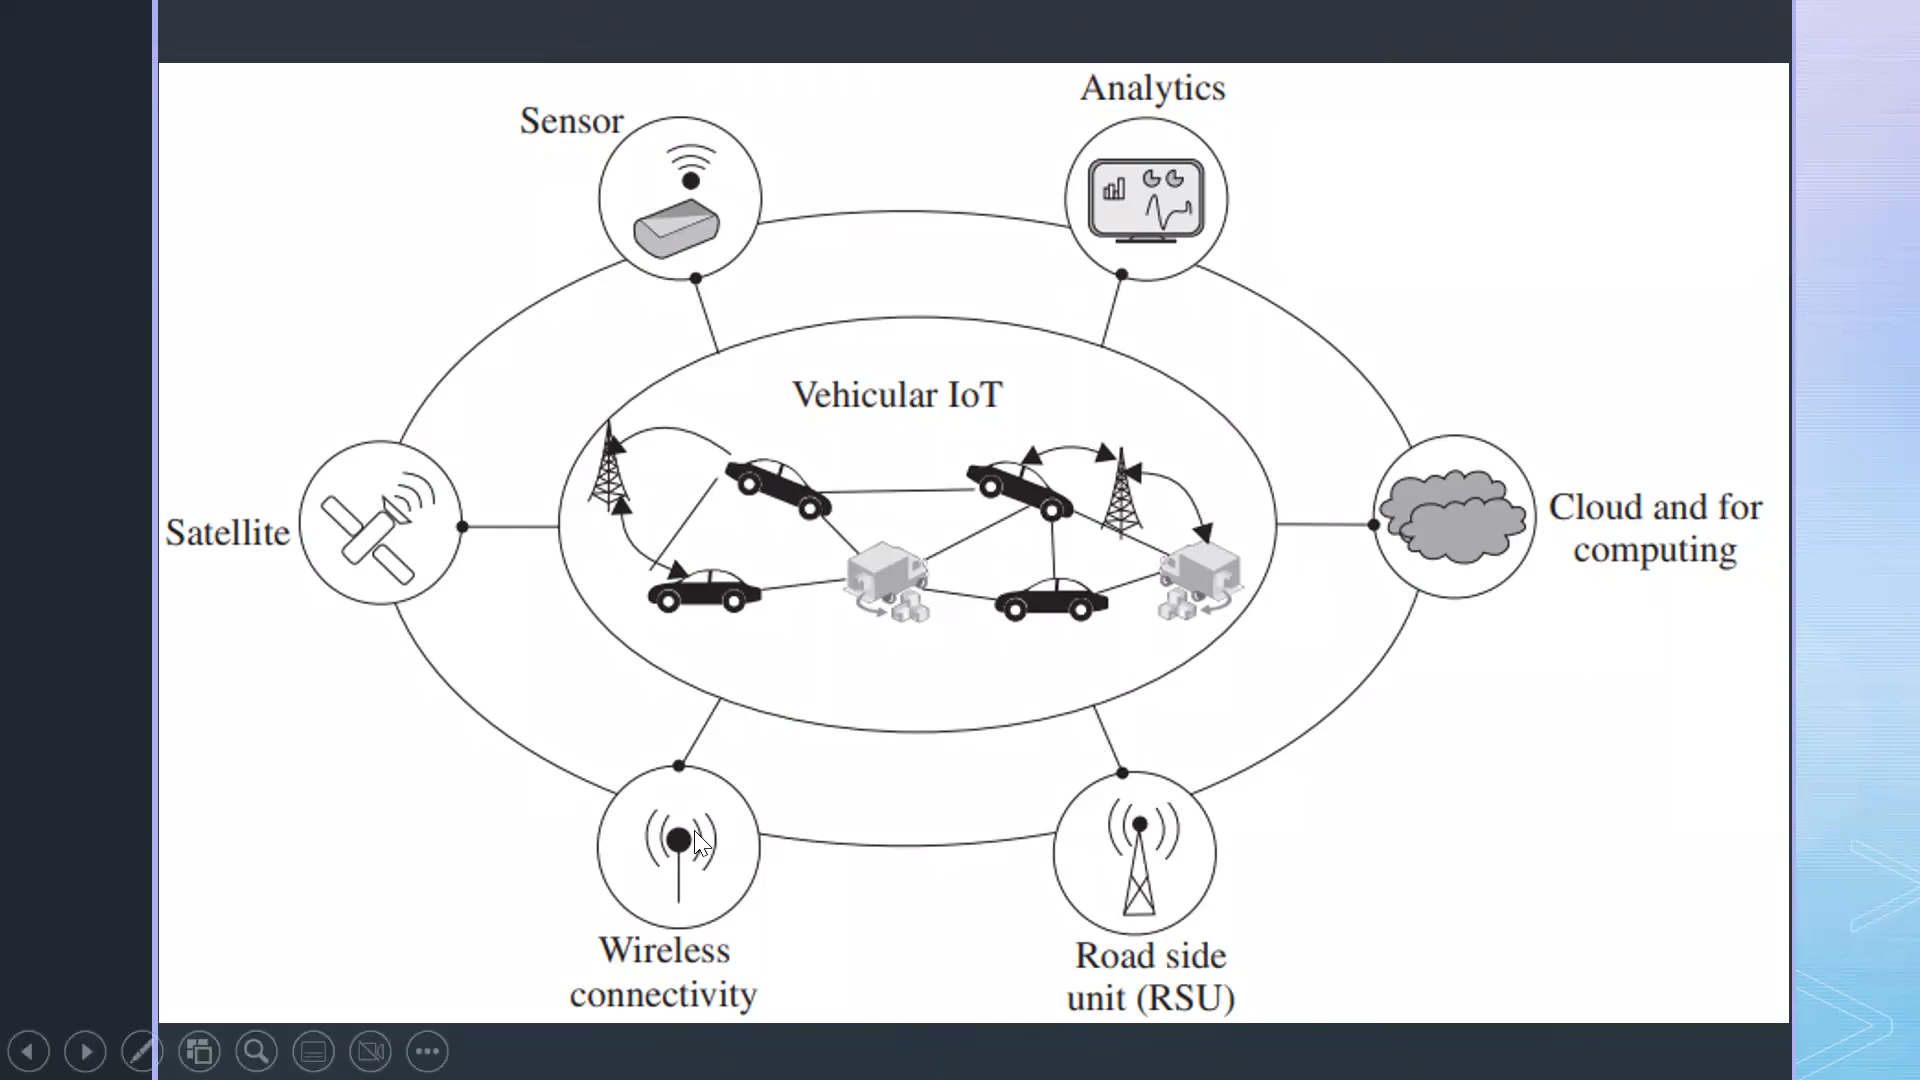 Analytics
Sensor
Vehicular IoT
Satellite
Cloud and for
computing
Wireless
connectivity
Road side
unit (RSU)